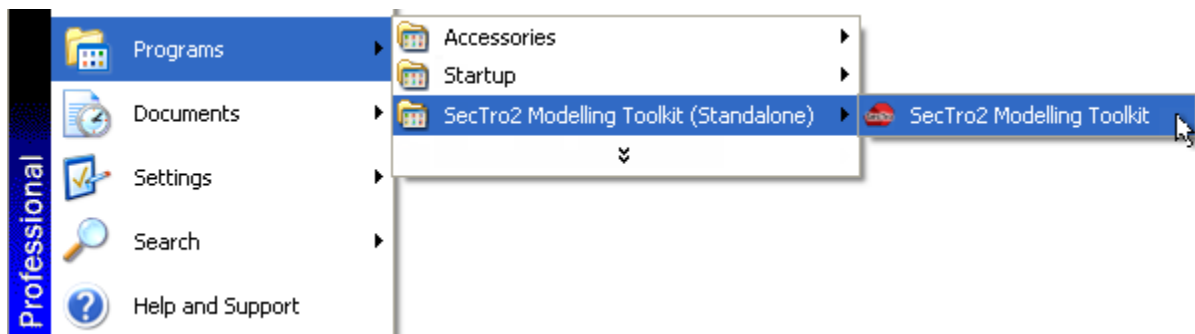 Professional
Programs
Documents
Settings
Search
Help and Support
Accessories
Startup
SecTro2 Modelling Toolkit (Standalone)
SecTro2 Modelling Toolkit